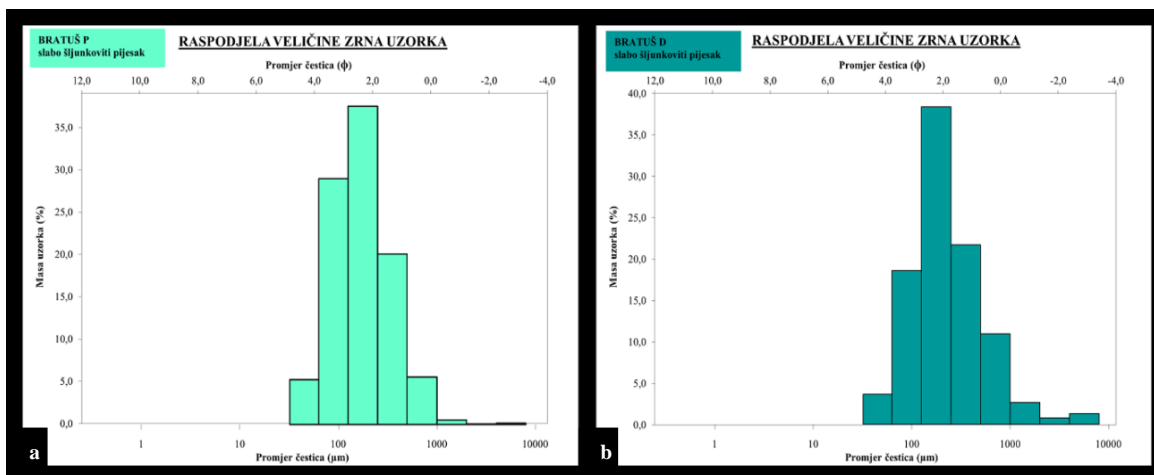 BRATUŠ P
slabo šljunkoviti pijesak
RASPODJELA VELIČINE ZRNA UZORKA
Promjer čestica (ϕ)
12,0 10,0 8,0 6,0 4,0 2,0 0,0 -2,0 -4,0
Masa uzorka (%)
35,0
30,0
25,0
20,0
15,0
10,0
5,0
0,0
1 10 100 1000 10000
Promjer čestica (µm)
a
BRATUŠ D
slabo šljunkoviti pijesak
RASPODJELA VELIČINE ZRNA UZORKA
Promjer čestica (ϕ)
12,0 10,0 8,0 6,0 4,0 2,0 0,0 -2,0 -4,0
Masa uzorka (%)
40,0
35,0
30,0
25,0
20,0
15,0
10,0
5,0
0,0
1 10 100 1000 10000
Promjer čestica (µm)
b